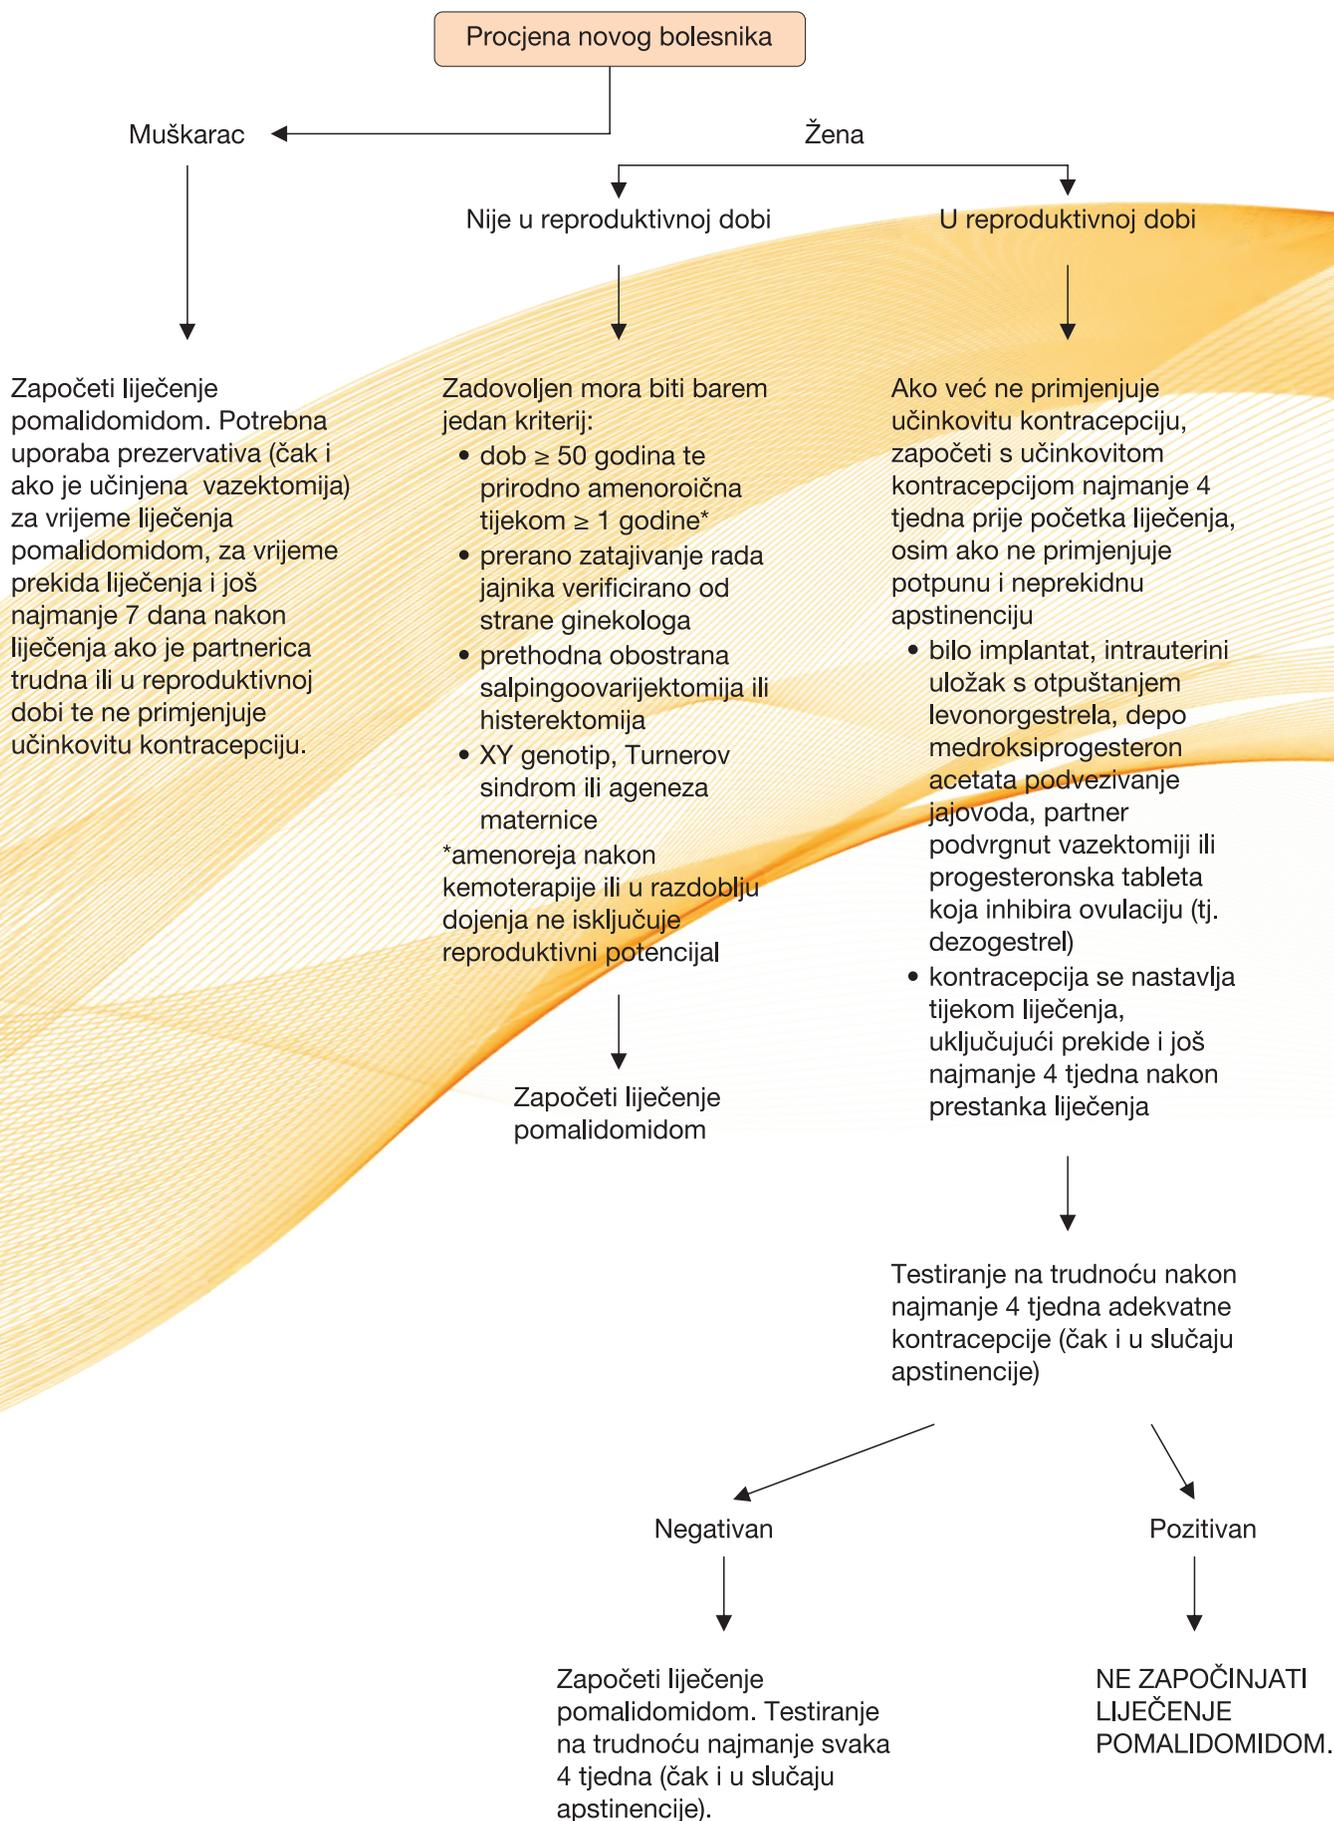 Procjena novog bolesnika
Muškarac
Žena
Nije u reproduktivnoj dobi
U reproduktivnoj dobi
Započeti liječenje
pomalidomidom. Potrebna
uporaba prezervativa (čak i
ako je učinjena vazektomija)
za vrijeme liječenja
pomalidomidom, za vrijeme
prekida liječenja i još
najmanje 7 dana nakon
liječenja ako je partnerica
trudna ili u reproduktivnoj
dobi te ne primjenjuje
učinkovitu kontracepciju.
Zadovoljen mora biti barem
jedan kriterij:
• dob ≥ 50 godina te
prirodno amenoroična
tijekom ≥ 1 godine*
• prerano zatajivanje rada
jajnika verificirano od
strane ginekologa
• prethodna obostrana
salpingoovarijektomija ili
histerektomija
• XY genotip, Turnerov
sindrom ili ageneza
maternice
*amenoreja nakon
kemoterapije ili u razdoblju
dojenja ne isključuje
reproduktivni potencijal
Započeti liječenje
pomalidomidom
Ako već ne primjenjuje
učinkovitu kontracepciju,
započeti s učinkovitom
kontracepcijom najmanje 4
tjedna prije početka liječenja,
osim ako ne primjenjuje
potpunu i neprekidnu
apstinenciju
• bilo implantat, intrauterini
uložak s otpuštanjem
levonorgestrela, depo
medroksiprogesteron
acetata podvezivanje
jajovoda, partner
podvrgnut vazektomiji ili
progesteronska tableta
koja inhibira ovulaciju (tj.
dezogestrel)
• kontracepcija se nastavlja
tijekom liječenja,
uključujući prekide i još
najmanje 4 tjedna nakon
prestanka liječenja
Testiranje na trudnoću nakon
najmanje 4 tjedna adekvatne
kontracepcije (čak i u slučaju
apstinencije)
Negativan
Pozitivan
Započeti liječenje
pomalidomidom. Testiranje
na trudnoću najmanje svaka
4 tjedna (čak i u slučaju
apstinencije).
NE ZAPOČINJATI
LIJEČENJE
POMALIDOMIDOM.